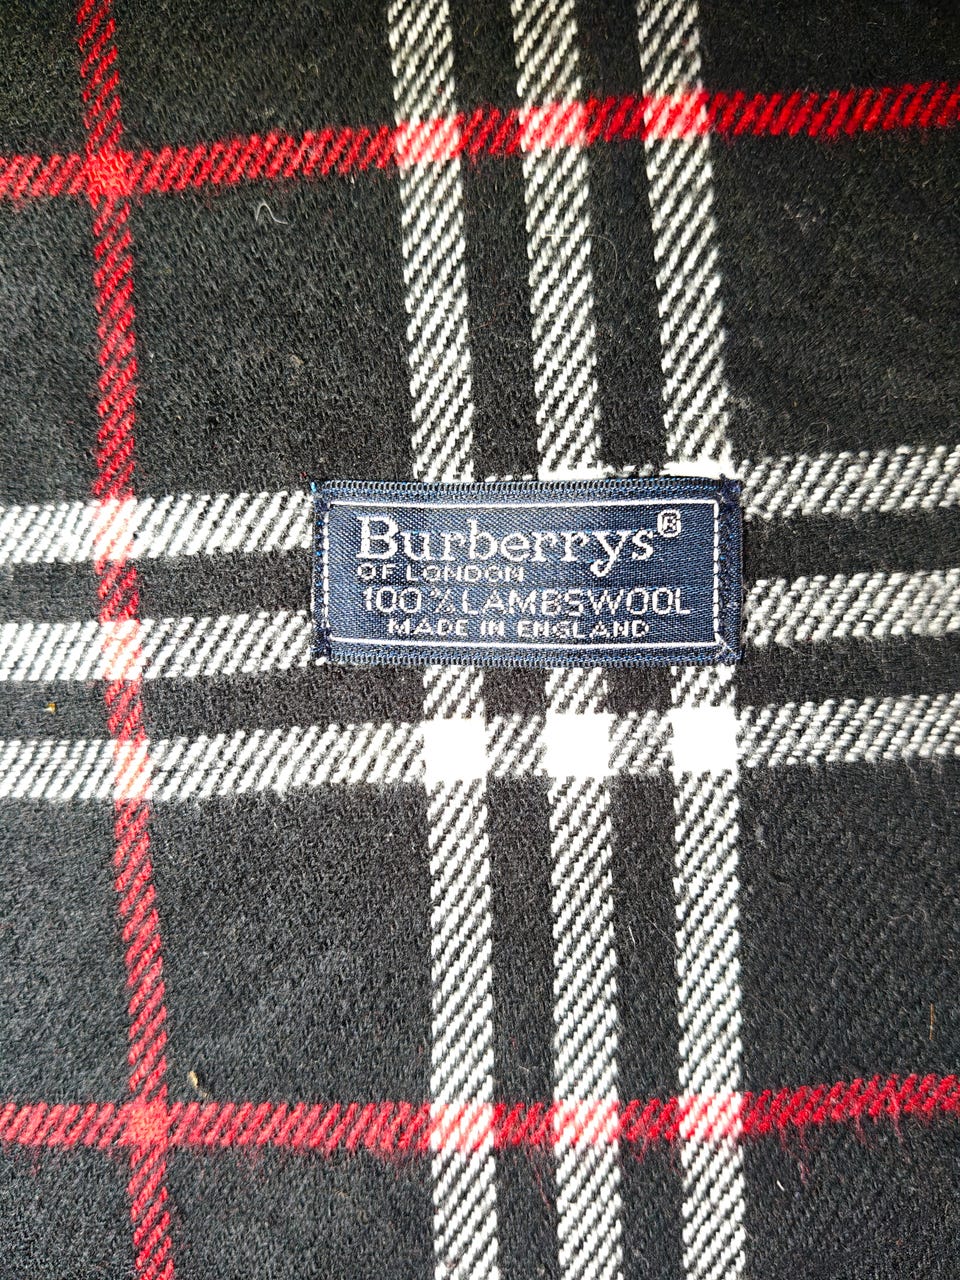 Burberrys®
OF LONDON
100% LAMBSWOOL
MADE IN ENGLAND